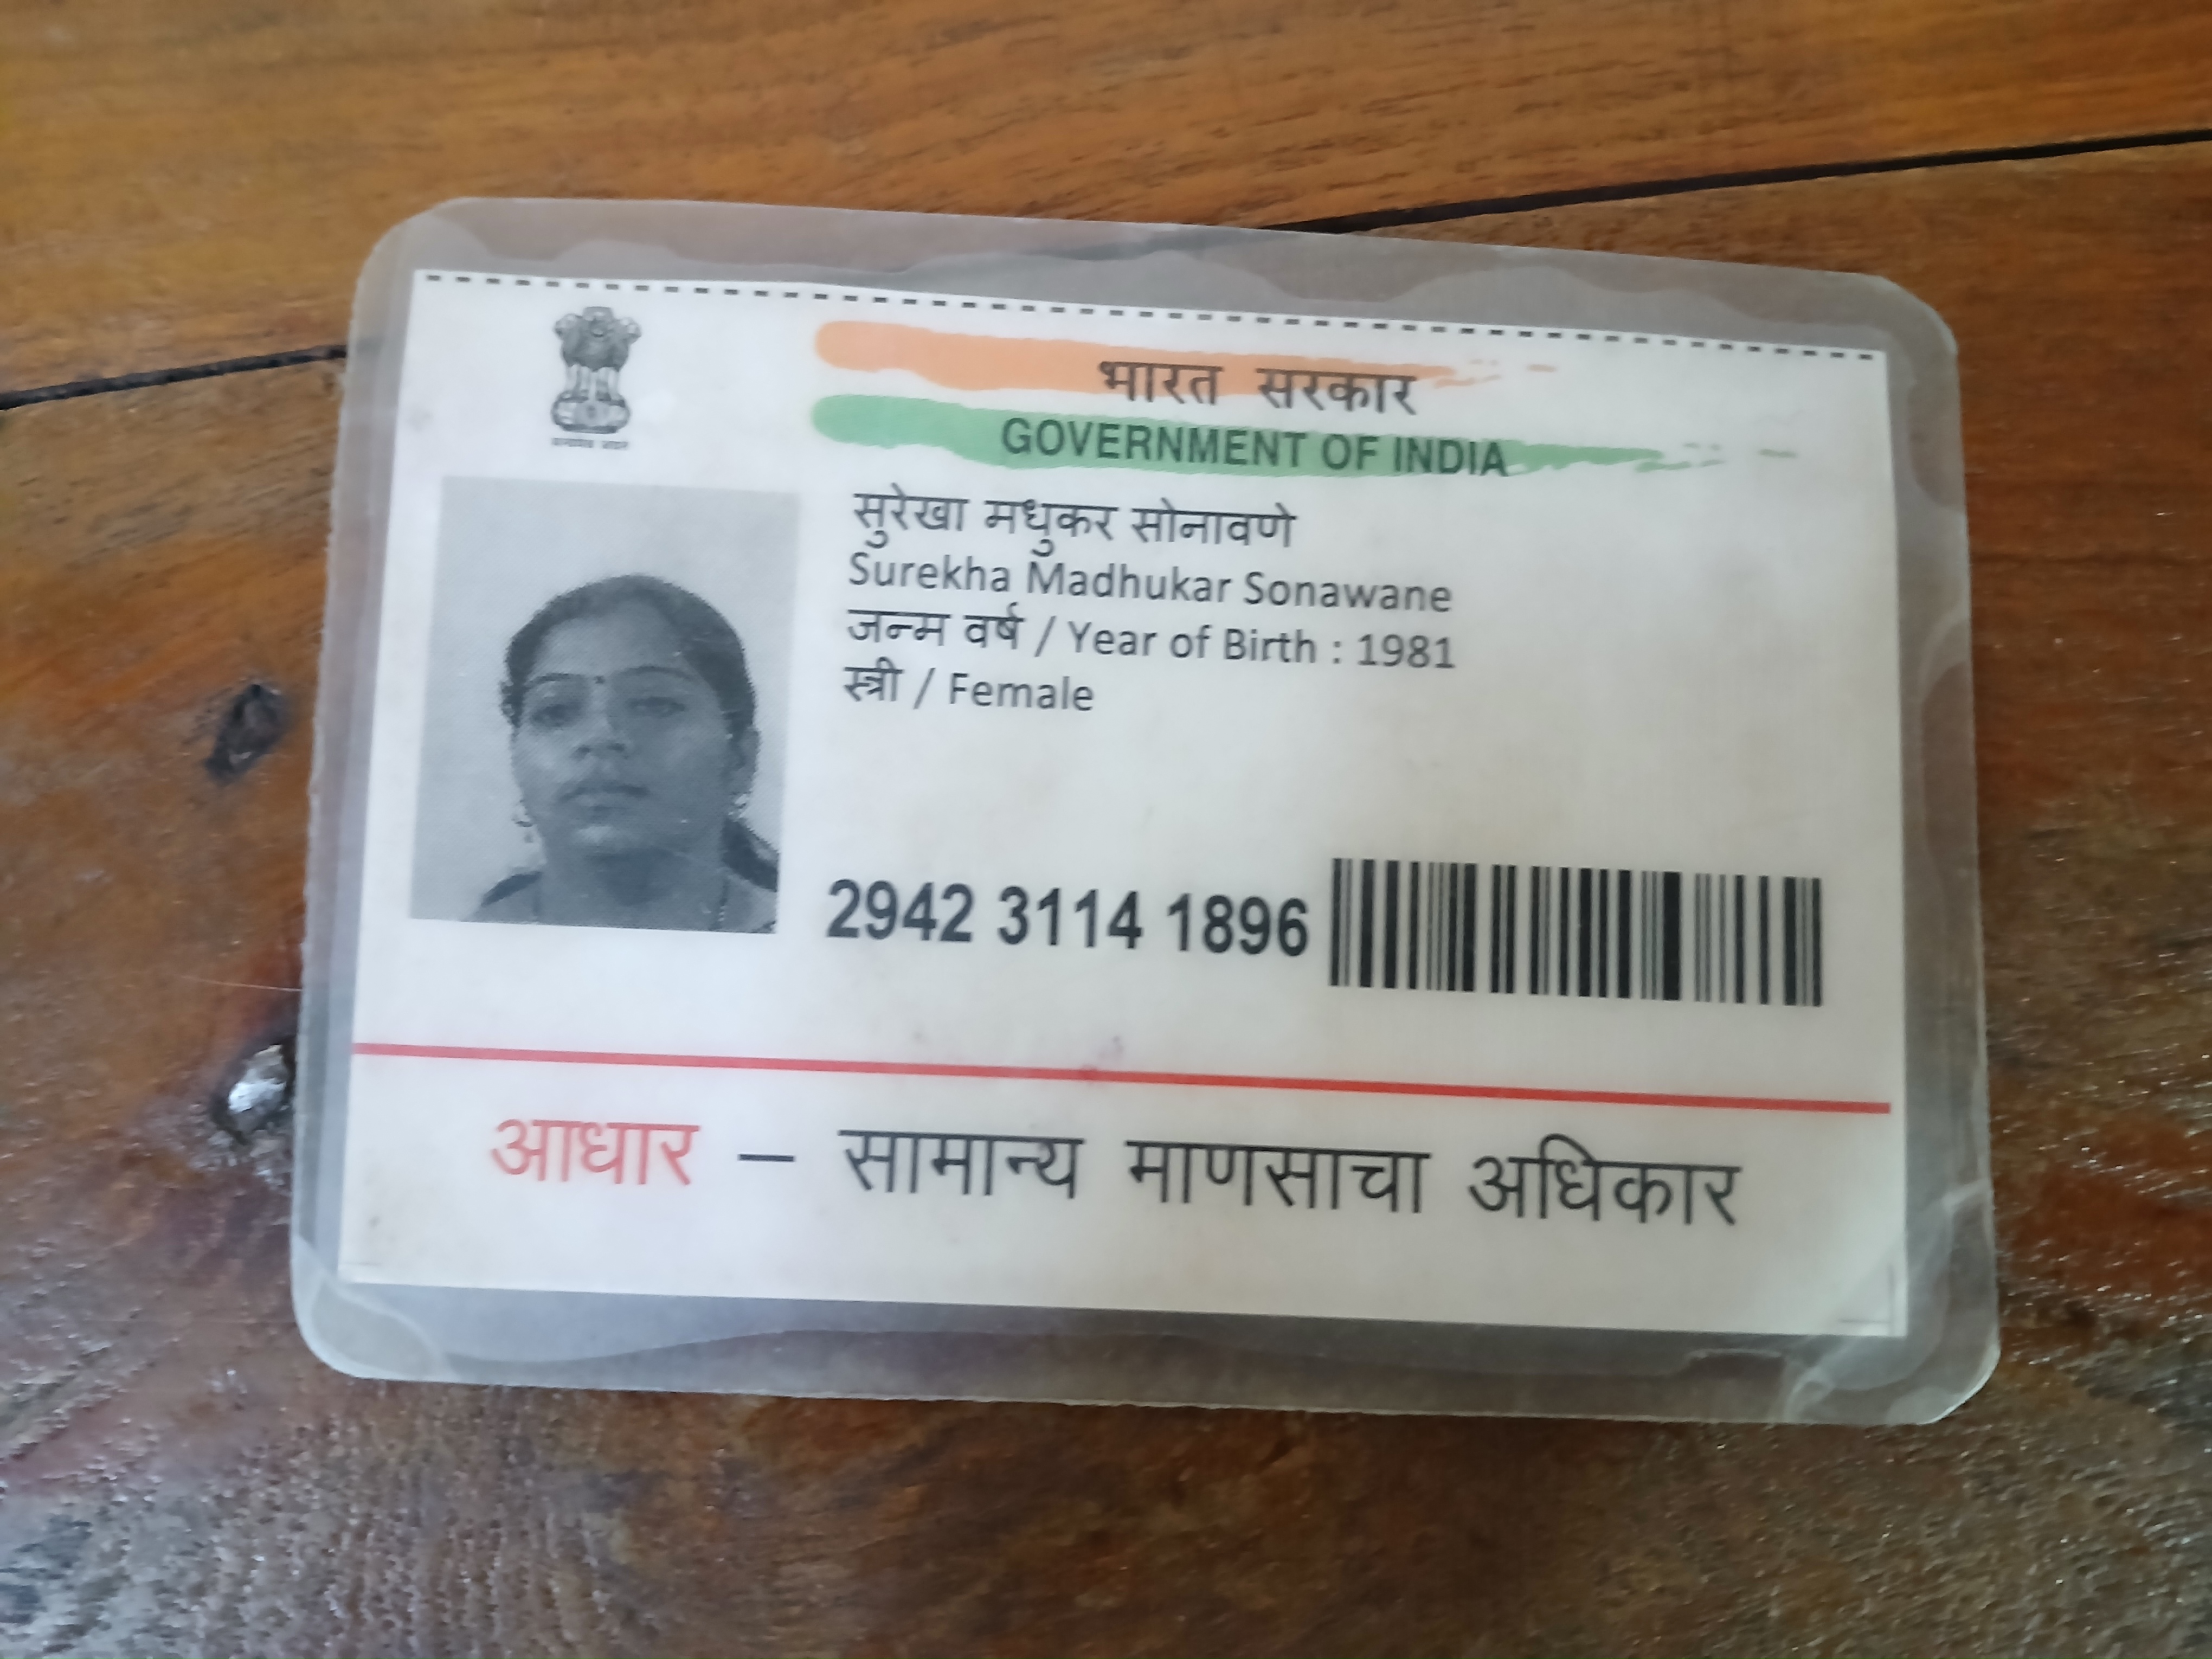 भारत सरकार
GOVERNMENT OF INDIA
सुरेखा मधुकर सोनावणे
Surekha Madhukar Sonawane
जन्म वर्ष / Year of Birth : 1981
स्त्री / Female
2942 3114 1896
आधार – सामान्य माणसाचा अधिकार